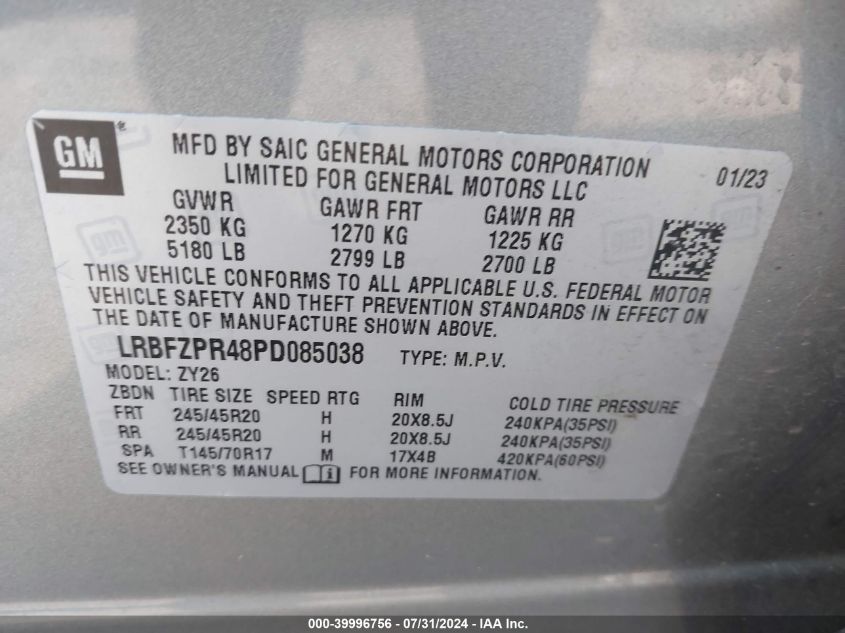 GM ®
MFD BY SAIC GENERAL MOTORS CORPORATION
LIMITED FOR GENERAL MOTORS LLC
01/23
GVWR GAWR FRT GAWR RR
2350 KG 1270 KG 1225 KG
5180 LB 2799 LB 2700 LB
THIS VEHICLE CONFORMS TO ALL APPLICABLE U.S. FEDERAL MOTOR
VEHICLE SAFETY AND THEFT PREVENTION STANDARDS IN EFFECT ON
THE DATE OF MANUFACTURE SHOWN ABOVE.
LRBFZPR48PD085038 TYPE: M.P.V.
MODEL: ZY26
ZBDN TIRE SIZE SPEED RTG RIM COLD TIRE PRESSURE
FRT 245/45R20 H 20X8.5J 240KPA(35PSI)
RR 245/45R20 H 20X8.5J 240KPA(35PSI)
SPA T145/70R17 M 17X4B 420KPA(60PSI)
SEE OWNER'S MANUAL i FOR MORE INFORMATION.
000-39996756 - 07/31/2024 - IAA Inc.